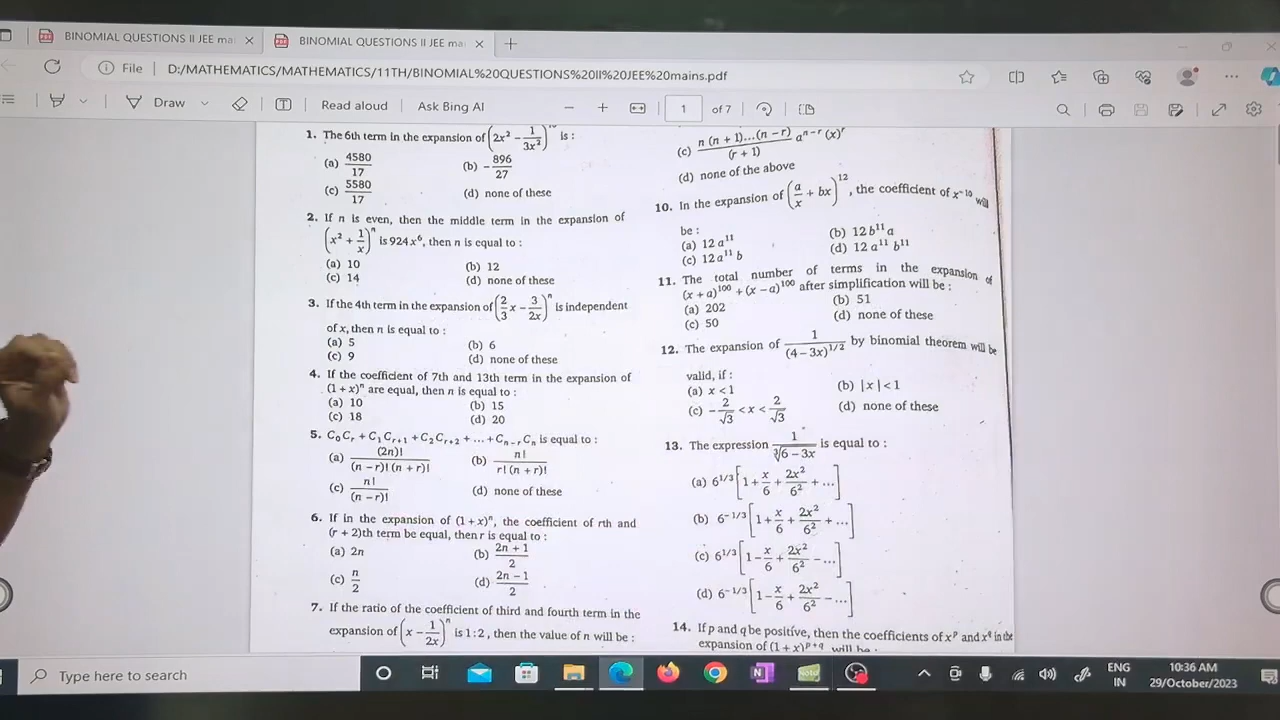 BINOMIAL QUESTIONS II JEE ma
BINOMIAL QUESTIONS II JEE ma
File | D:/MATHEMATICS/MATHEMATICS/11TH/BINOMIAL%20QUESTIONS%20II%20JEE%20mains.pdf
Draw
Read aloud
Ask Bing AI
1 of 7
1. The 6th term in the expansion of (2x² − 1/3x²) is :
(a) 4580/17 (b) −896/27
(c) 5580/17 (d) none of these
2. If n is even, then the middle term in the expansion of
(x² + 1/x)ⁿ is 924x⁶, then n is equal to :
(a) 10 (b) 12
(c) 14 (d) none of these
3. If the 4th term in the expansion of (2/3 x − 3/2x)ⁿ is independent
of x, then n is equal to :
(a) 5 (b) 6
(c) 9 (d) none of these
4. If the coefficient of 7th and 13th term in the expansion of
(1 + x)ⁿ are equal, then n is equal to :
(a) 10 (b) 15
(c) 18 (d) 20
5. C₀Cᵣ + C₁Cᵣ₊₁ + C₂Cᵣ₊₂ + ... + Cₙ₋ᵣCₙ is equal to :
(a) (2n)!/(n − r)! (n + r)! (b) n!/r! (n + r)!
(c) n!/(n − r)! (d) none of these
6. If in the expansion of (1 + x)ⁿ, the coefficient of rth and
(r + 2)th term be equal, then r is equal to :
(a) 2n (b) 2n + 1/2
(c) n/2 (d) 2n − 1/2
7. If the ratio of the coefficient of third and fourth term in the
expansion of (x − 1/2x)ⁿ is 1 : 2, then the value of n will be :
(c) n (n + 1)...(n − r)/(r + 1) aⁿ⁻ʳ (x)ʳ
(d) none of the above
10. In the expansion of (a/x + bx)¹², the coefficient of x⁻¹⁰ will
be :
(a) 12 a¹¹ (b) 12 b¹¹ a
(c) 12 a¹¹ b (d) 12 a¹¹ b¹¹
11. The total number of terms in the expansion of
(x + a)¹⁰⁰ + (x − a)¹⁰⁰ after simplification will be :
(a) 202 (b) 51
(c) 50 (d) none of these
12. The expansion of 1/(4 − 3x)^1/2 by binomial theorem will be
valid, if :
(a) x < 1 (b) |x| < 1
(c) −2/√3 < x < 2/√3 (d) none of these
13. The expression 1/∛6 − 3x is equal to :
(a) 6^1/3 [1 + x/6 + 2x²/6² + ...]
(b) 6^−1/3 [1 + x/6 + 2x²/6² + ...]
(c) 6^1/3 [1 − x/6 + 2x²/6² − ...]
(d) 6^−1/3 [1 − x/6 + 2x²/6² − ...]
14. If p and q be positive, then the coefficients of xᵖ and x^q in the
expansion of (1 + x)^p+q will be :
Type here to search
ENG
IN
10:36 AM
29/October/2023